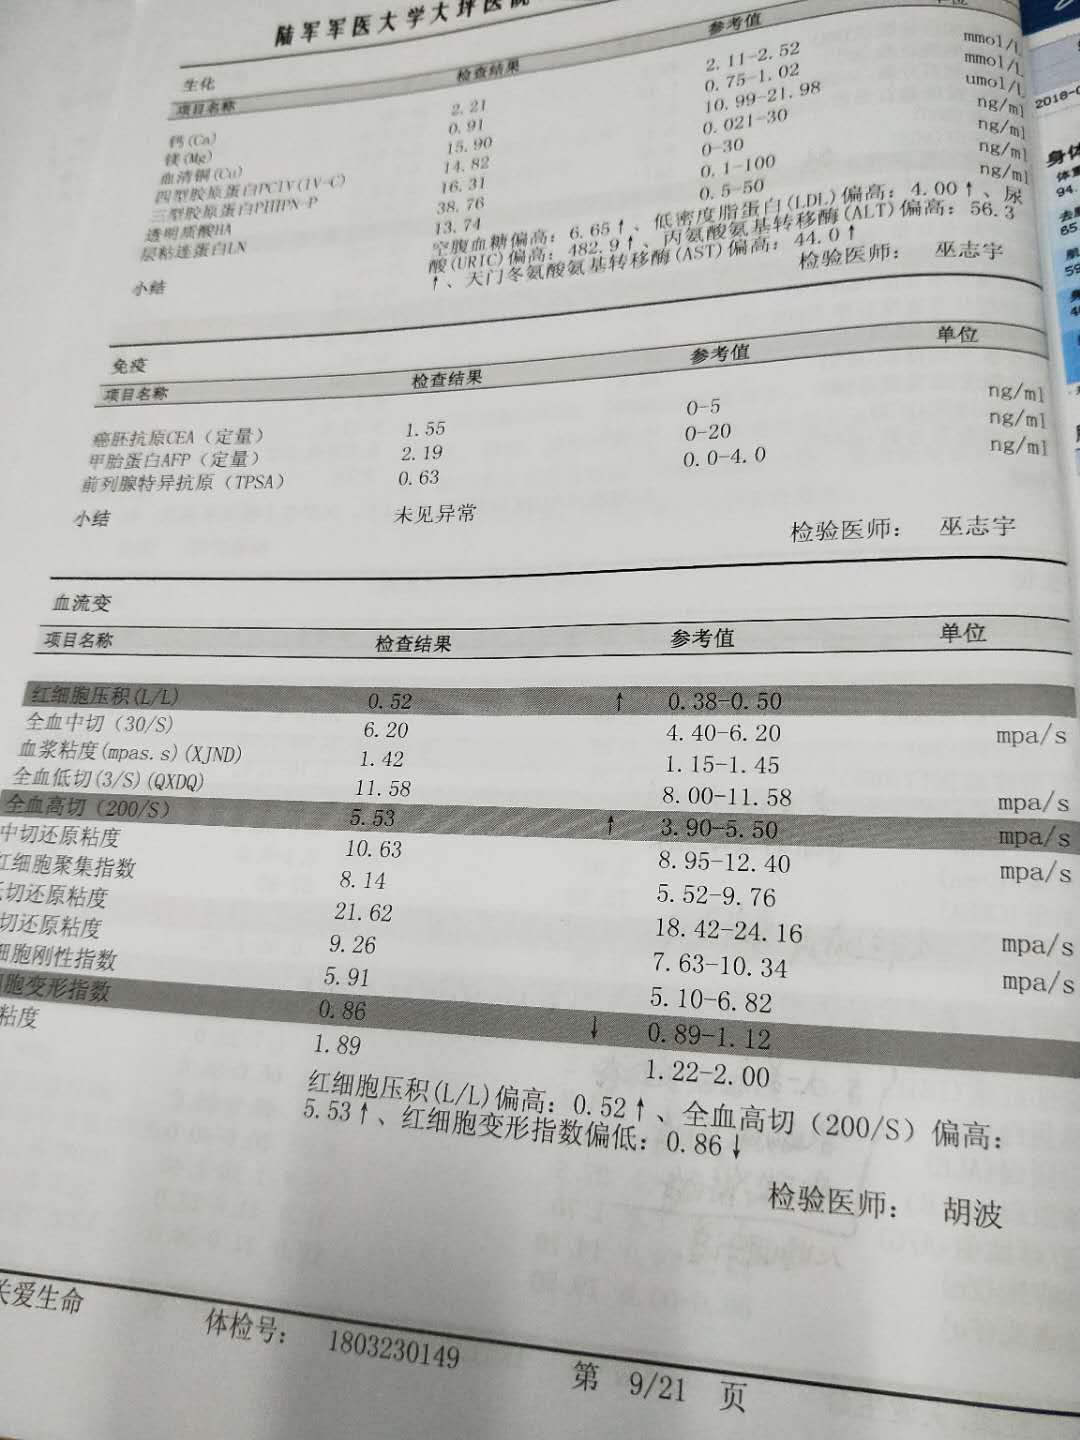 陆军军医大学大坪医院
生化
项目名称 检查结果 参考值 单位
钙(Ca) 2.21 2.11-2.52 mmol/L
镁(Mg) 0.91 0.75-1.02 mmol/L
血清铜(Cu) 15.90 10.99-21.98 umol/L
四型胶原蛋白PCIV(IV-C) 14.82 0.021-30 ng/ml
三型胶原蛋白PIIIPN-P 16.31 0-30 ng/ml
透明质酸HA 38.76 0.1-100 ng/ml
层粘连蛋白LN 13.74 0.5-50 ng/ml
小结 空腹血糖偏高：6.65↑、低密度脂蛋白(LDL)偏高：4.00↑、尿
酸(URIC)偏高：482.9↑、丙氨酸氨基转移酶(ALT)偏高：56.3
↑、天门冬氨酸氨基转移酶(AST)偏高：44.0↑
检验医师： 巫志宇
免疫
项目名称 检查结果 参考值 单位
癌胚抗原CEA（定量） 1.55 0-5 ng/ml
甲胎蛋白AFP（定量） 2.19 0-20 ng/ml
前列腺特异抗原（TPSA） 0.63 0.0-4.0 ng/ml
小结 未见异常
检验医师： 巫志宇
血流变
项目名称 检查结果 参考值 单位
红细胞压积(L/L) 0.52 ↑ 0.38-0.50
全血中切（30/S) 6.20 4.40-6.20 mpa/s
血浆粘度(mpas.s)(XJND) 1.42 1.15-1.45
全血低切(3/S)(QXDQ) 11.58 8.00-11.58 mpa/s
全血高切（200/S） 5.53 ↑ 3.90-5.50 mpa/s
中切还原粘度 10.63 8.95-12.40 mpa/s
红细胞聚集指数 8.14 5.52-9.76
切还原粘度 21.62 18.42-24.16 mpa/s
切还原粘度 9.26 7.63-10.34 mpa/s
细胞刚性指数 5.91 5.10-6.82
胞变形指数 0.86 ↓ 0.89-1.12
粘度 1.89 1.22-2.00
红细胞压积(L/L)偏高：0.52↑、全血高切（200/S）偏高：
5.53↑、红细胞变形指数偏低：0.86↓
检验医师： 胡波
关爱生命
体检号： 1803230149
第 9/21 页